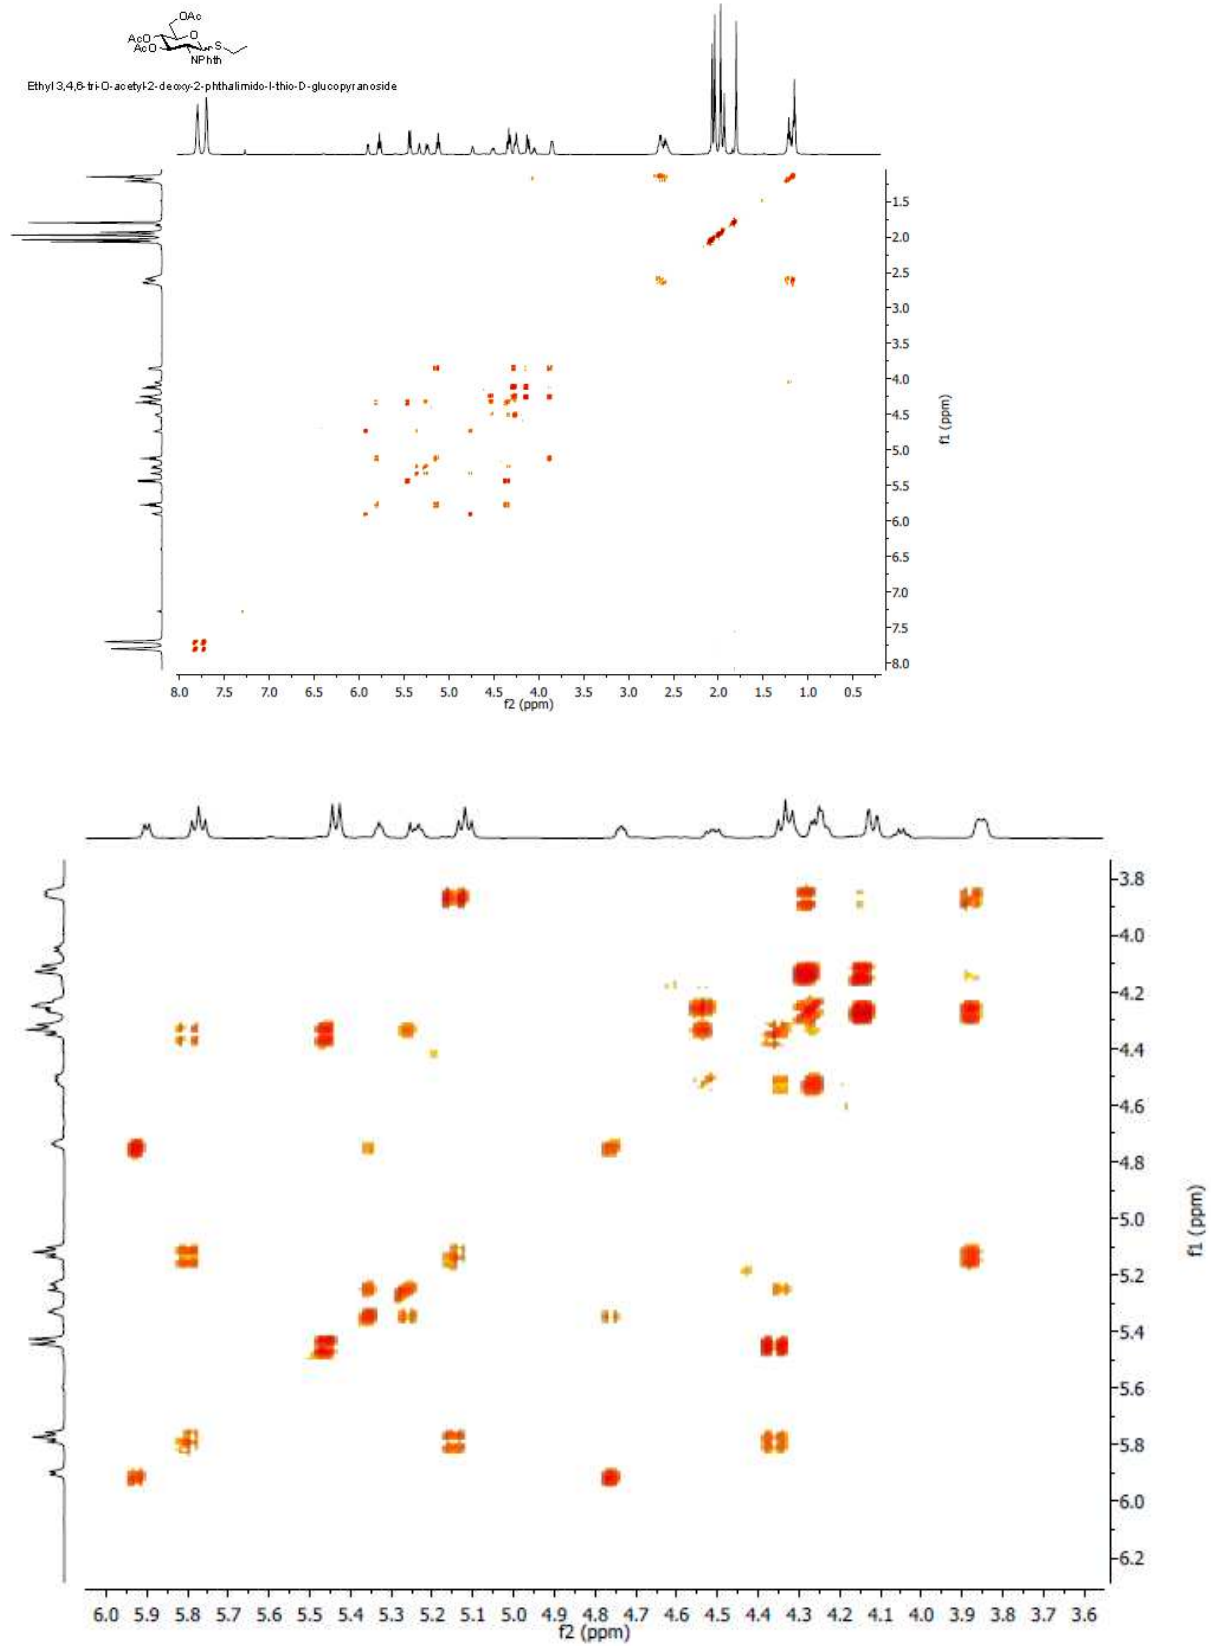 OAc
AcO
O
AcO
S
NPhth
Ethyl 3,4,6-tri-O-acetyl-2-deoxy-2-phthalimido-l-thio-D-glucopyranoside
1.5
2.0
2.5
3.0
3.5
4.0
4.5
5.0
5.5
6.0
6.5
7.0
7.5
8.0
f1 (ppm)
8.0 7.5 7.0 6.5 6.0 5.5 5.0 4.5 4.0 3.5 3.0 2.5 2.0 1.5 1.0 0.5
f2 (ppm)
3.8
4.0
4.2
4.4
4.6
4.8
5.0
5.2
5.4
5.6
5.8
6.0
6.2
f1 (ppm)
6.0 5.9 5.8 5.7 5.6 5.5 5.4 5.3 5.2 5.1 5.0 4.9 4.8 4.7 4.6 4.5 4.4 4.3 4.2 4.1 4.0 3.9 3.8 3.7 3.6
f2 (ppm)